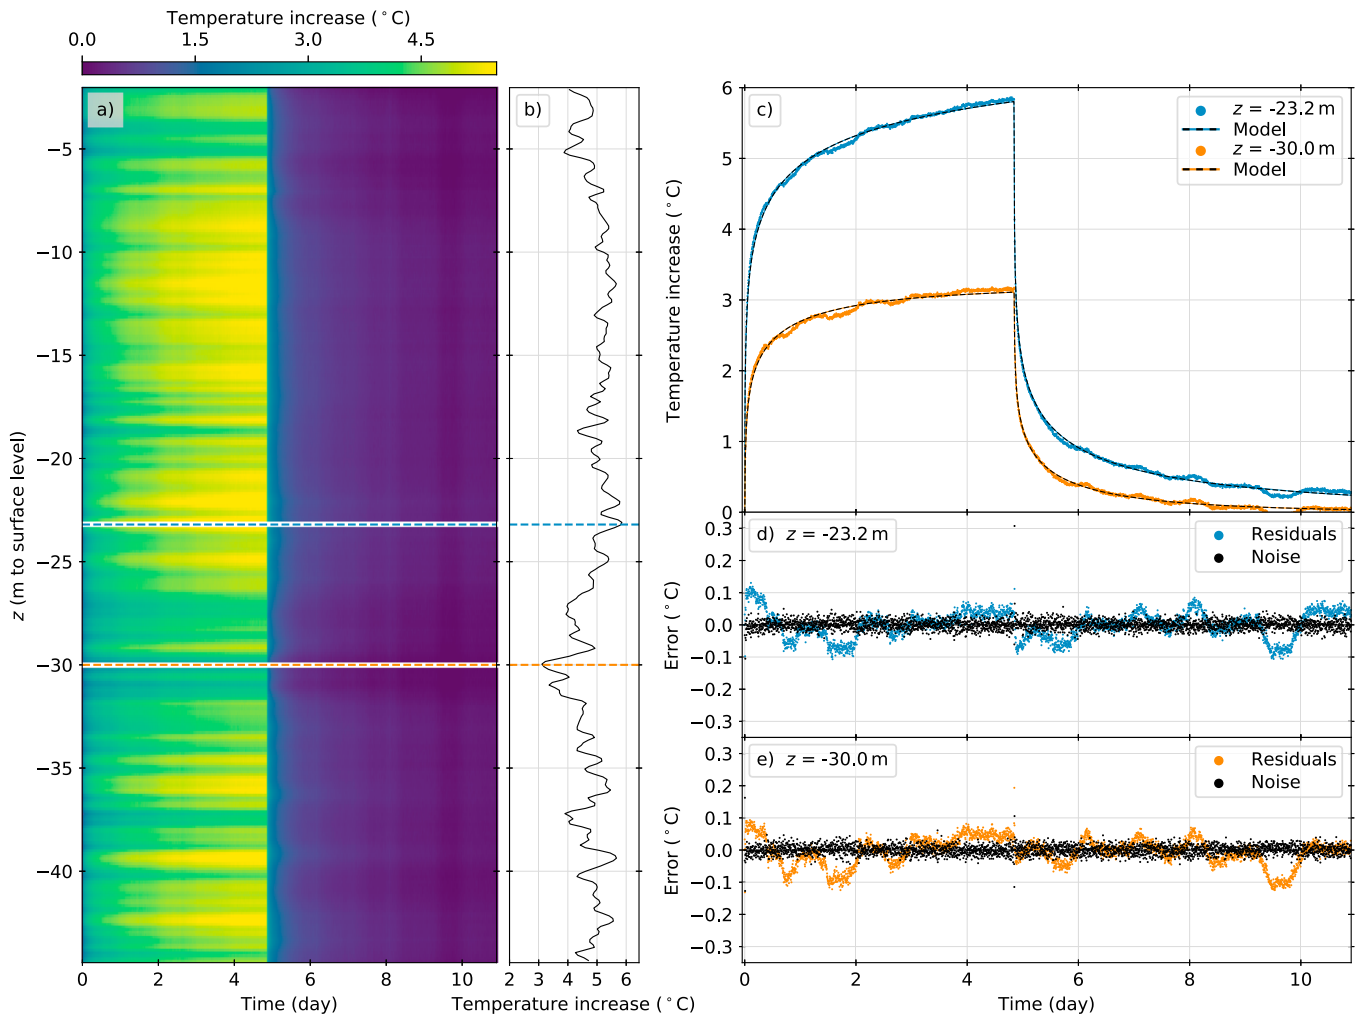 Temperature increase (°C)
0.0 1.5 3.0 4.5
a)
−5
−10
−15
−20
−25
−30
−35
−40
z (m to surface level)
0 2 4 6 8 10
Time (day)
b)
2 3 4 5 6
Temperature increase (°C)
c)
z = -23.2 m
Model
z = -30.0 m
Model
6
5
4
3
2
1
0
Temperature increase (°C)
d) z = -23.2 m
Residuals
Noise
0.3
0.2
0.1
0.0
−0.1
−0.2
−0.3
Error (°C)
e) z = -30.0 m
Residuals
Noise
0.3
0.2
0.1
0.0
−0.1
−0.2
−0.3
Error (°C)
0 2 4 6 8 10
Time (day)